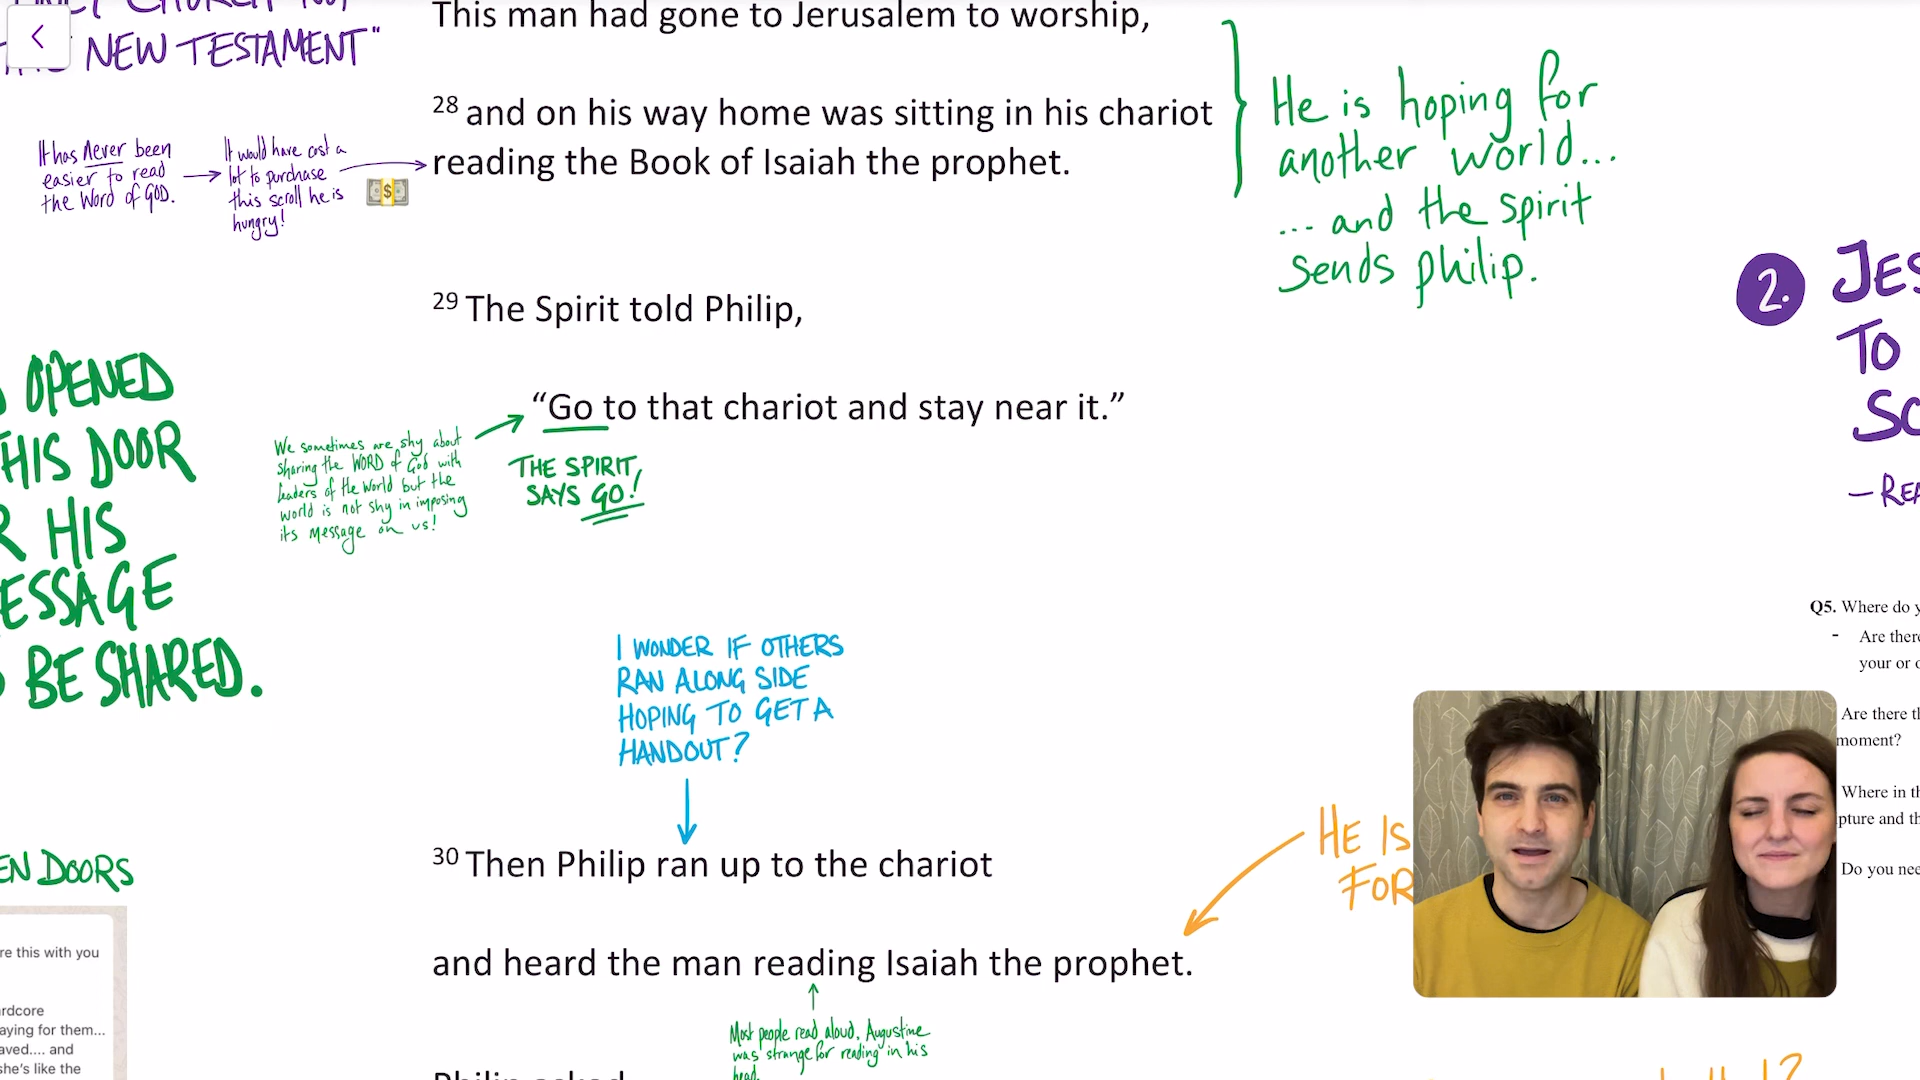 NEW TESTAMENT"
This man had gone to Jerusalem to worship,
28 and on his way home was sitting in his chariot
reading the Book of Isaiah the prophet.
It has never been
easier to read
the Word of GOD.
It would have cost a
lot to purchase
this scroll he is
hungry!
He is hoping for
another world...
... and the spirit
sends philip.
29 The Spirit told Philip,
“Go to that chariot and stay near it.”
We sometimes are shy about
sharing the WORD of God with
leaders of the world but the
world is not shy in imposing
its message on us!
THE SPIRIT
SAYS GO!
OPENED
THIS DOOR
R HIS
ESSAGE
BE SHARED.
2. JES
TO
SC
– REA
Q5. Where do y
- Are there
your or o
Are there th
moment?
Where in th
pture and th
Do you nee
I WONDER IF OTHERS
RAN ALONG SIDE
HOPING TO GET A
HANDOUT?
30 Then Philip ran up to the chariot
and heard the man reading Isaiah the prophet.
HE IS
FOR
Most people read aloud. Augustine
was strange for reading in his
head.
Philip asked
EN DOORS
re this with you
rdcore
aying for them...
aved.... and
she's like the